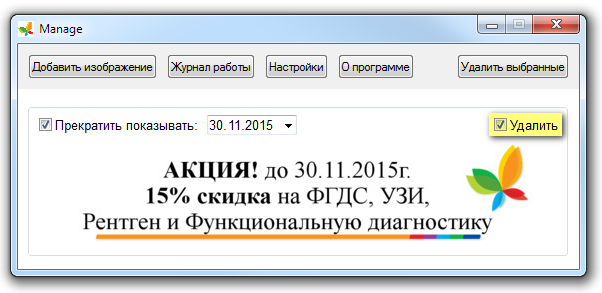 Manage
Добавить изображение Журнал работы Настройки О программе Удалить выбранные
Прекратить показывать: 30.11.2015 Удалить
АКЦИЯ! до 30.11.2015г.
15% скидка на ФГДС, УЗИ,
Рентген и Функциональную диагностику